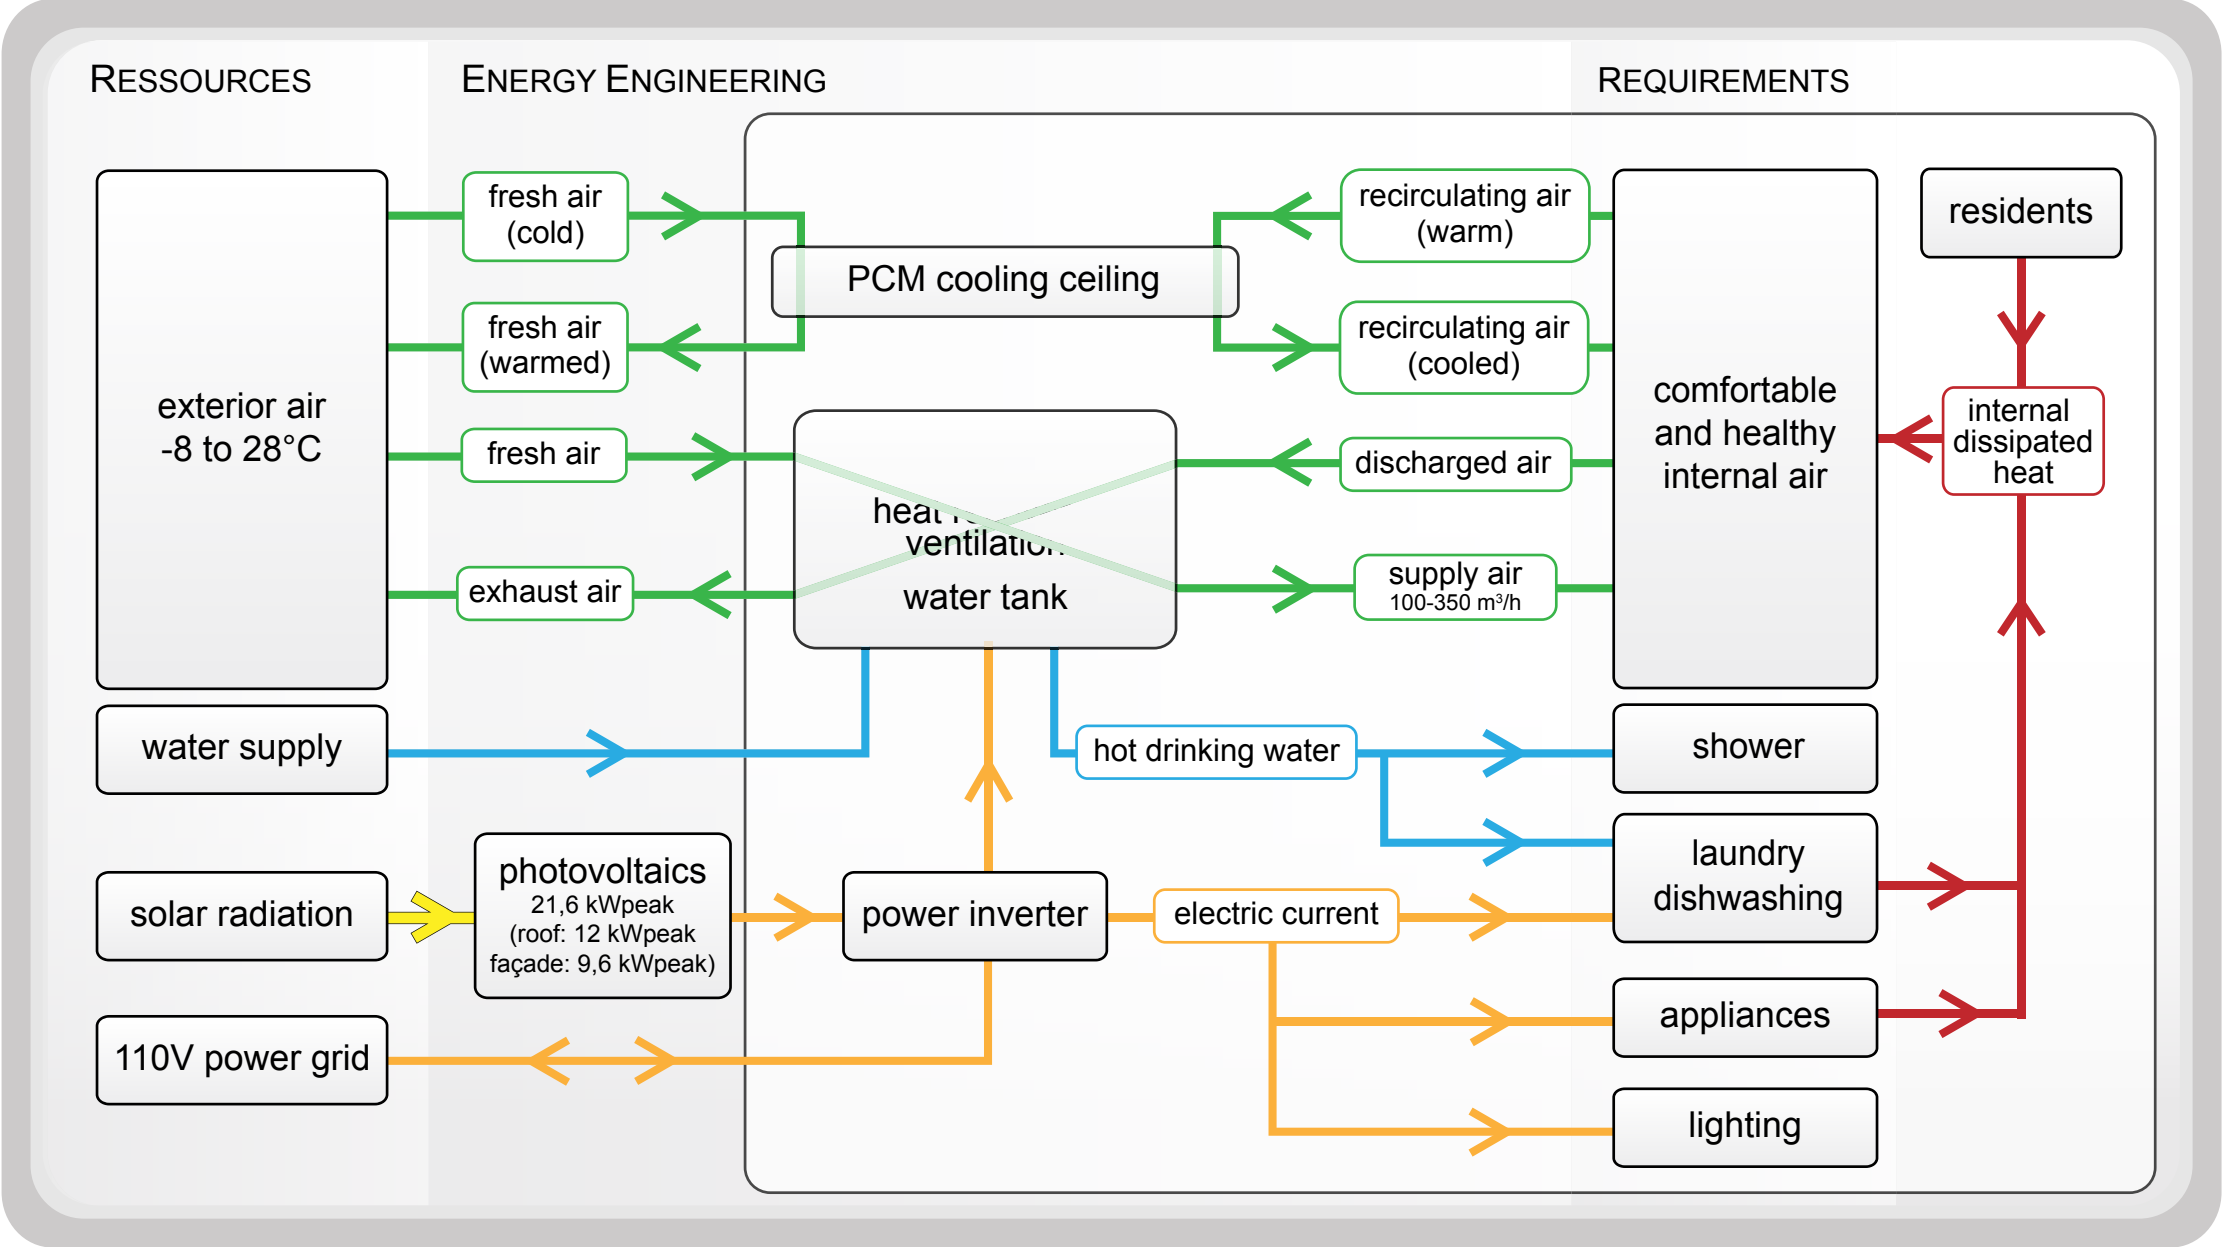 RESSOURCES
ENERGY ENGINEERING
REQUIREMENTS
exterior air
-8 to 28°C
water supply
solar radiation
110V power grid
fresh air
(cold)
fresh air
(warmed)
fresh air
exhaust air
photovoltaics
21,6 kWpeak
(roof: 12 kWpeak
façade: 9,6 kWpeak)
PCM cooling ceiling
heat
ventilation
water tank
power inverter
recirculating air
(warm)
recirculating air
(cooled)
discharged air
supply air
100-350 m³/h
hot drinking water
electric current
comfortable
and healthy
internal air
shower
laundry
dishwashing
appliances
lighting
residents
internal
dissipated
heat